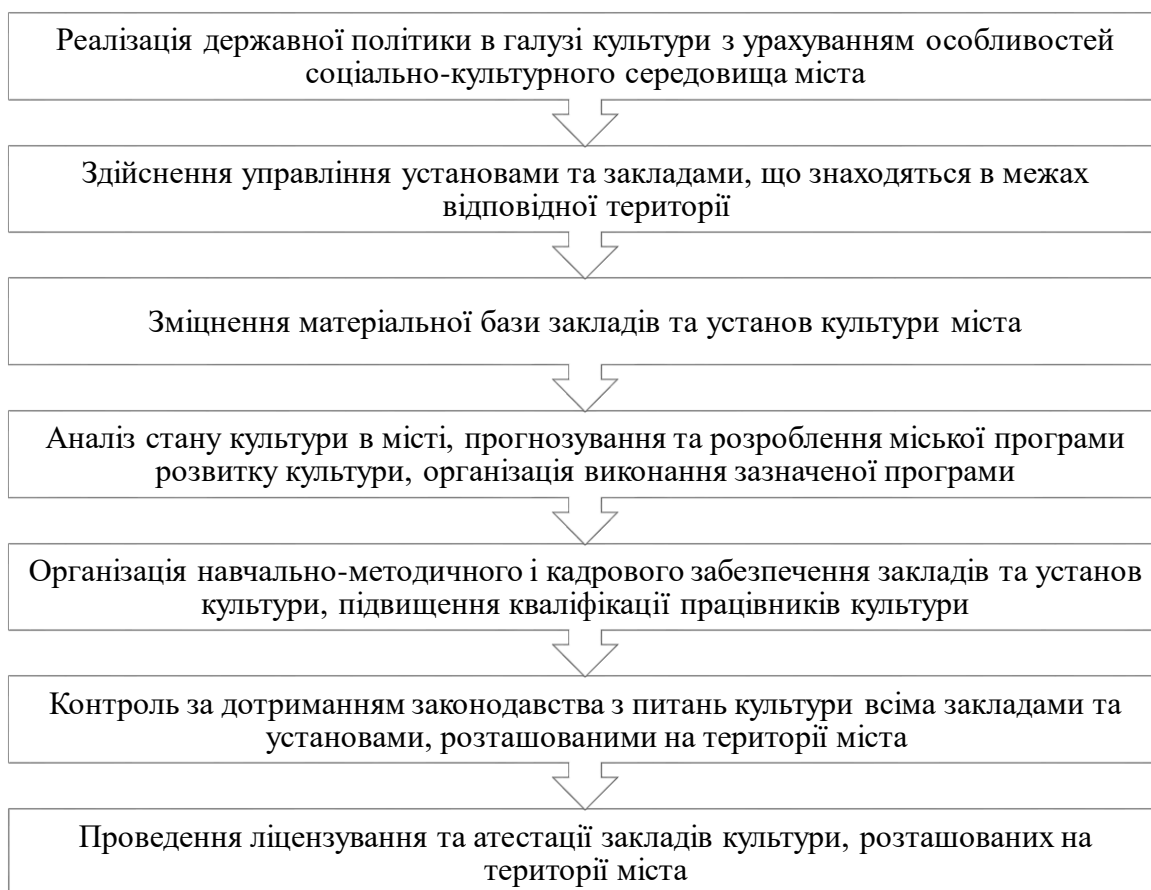 Реалізація державної політики в галузі культури з урахуванням особливостей
соціально-культурного середовища міста
Здійснення управління установами та закладами, що знаходяться в межах
відповідної території
Зміцнення матеріальної бази закладів та установ культури міста
Аналіз стану культури в місті, прогнозування та розроблення міської програми
розвитку культури, організація виконання зазначеної програми
Організація навчально-методичного і кадрового забезпечення закладів та установ
культури, підвищення кваліфікації працівників культури
Контроль за дотриманням законодавства з питань культури всіма закладами та
установами, розташованими на території міста
Проведення ліцензування та атестації закладів культури, розташованих на
території міста